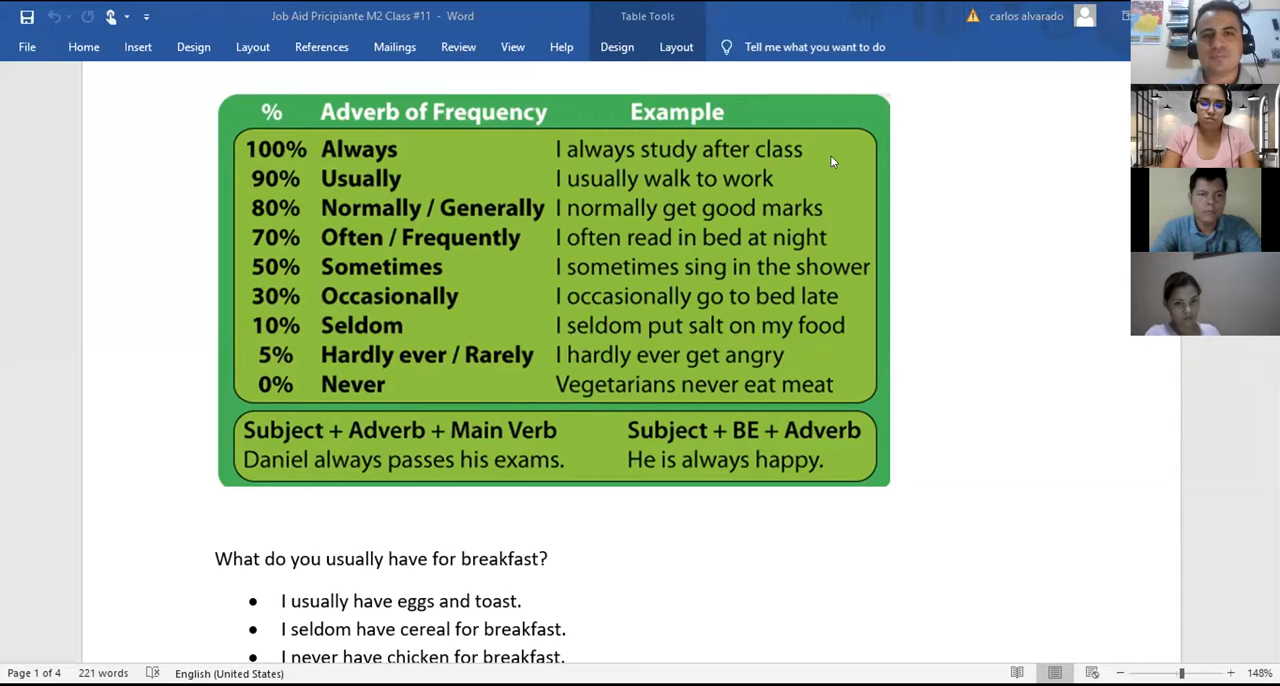 Job Aid Pricipiante M2 Class #11 - Word
Table Tools
carlos alvarado
File Home Insert Design Layout References Mailings Review View Help Design Layout Tell me what you want to do
% Adverb of Frequency Example
100% Always I always study after class
90% Usually I usually walk to work
80% Normally / Generally I normally get good marks
70% Often / Frequently I often read in bed at night
50% Sometimes I sometimes sing in the shower
30% Occasionally I occasionally go to bed late
10% Seldom I seldom put salt on my food
5% Hardly ever / Rarely I hardly ever get angry
0% Never Vegetarians never eat meat
Subject + Adverb + Main Verb Subject + BE + Adverb
Daniel always passes his exams. He is always happy.
What do you usually have for breakfast?
• I usually have eggs and toast.
• I seldom have cereal for breakfast.
• I never have chicken for breakfast.
Page 1 of 4 221 words English (United States) 148%